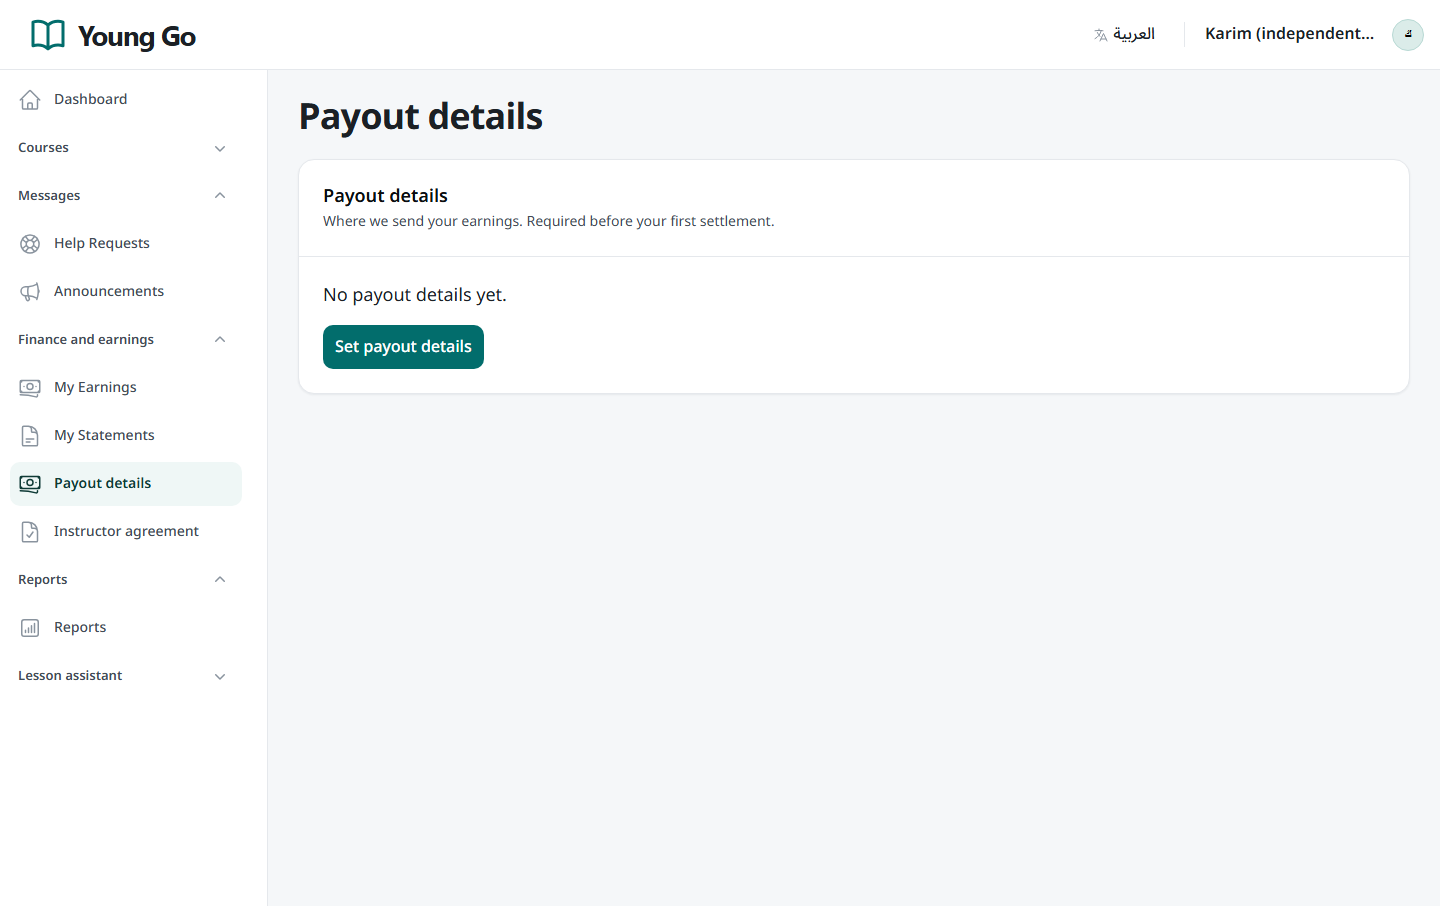 Young Go
العربية
Karim (independent...
ك
Dashboard
Courses
Messages
Help Requests
Announcements
Finance and earnings
My Earnings
My Statements
Payout details
Instructor agreement
Reports
Reports
Lesson assistant
Payout details
Payout details
Where we send your earnings. Required before your first settlement.
No payout details yet.
Set payout details